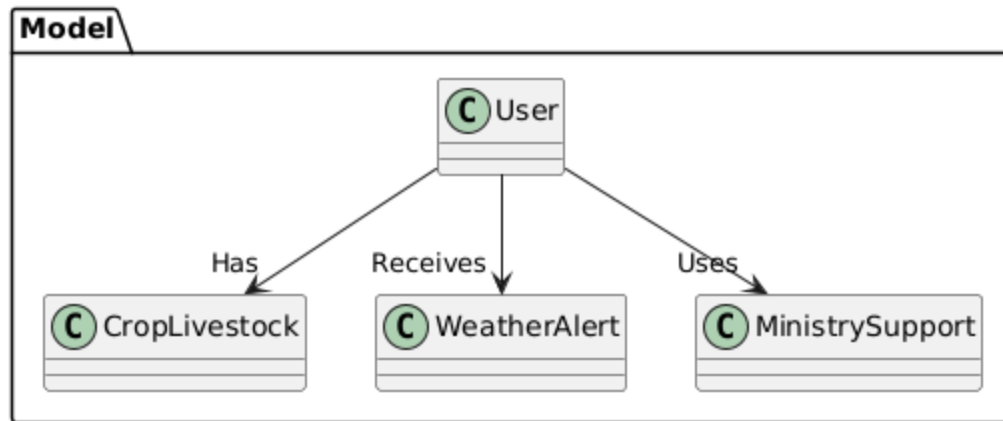 Model
C User
Has
Receives
Uses
C CropLivestock
C WeatherAlert
C MinistrySupport